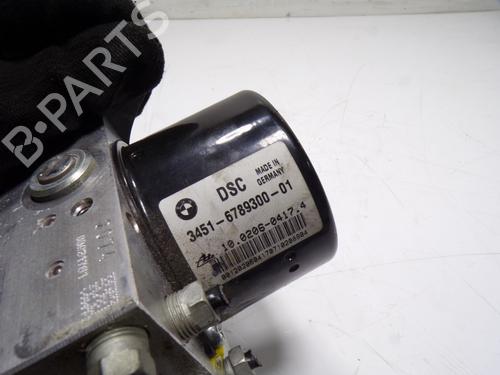 B-PARTS
DSC
MADE IN
GERMANY
3451-6789300-01
10.0206-0417.4